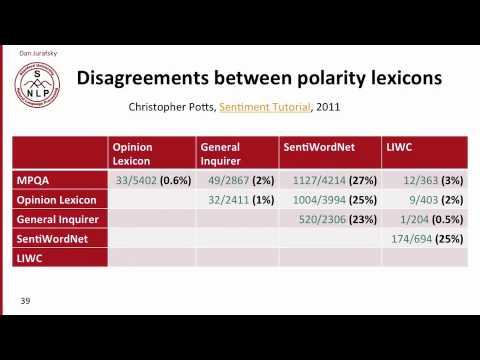 Dan Jurafsky
S
NLP
Disagreements between polarity lexicons
Christopher Potts, Sentiment Tutorial, 2011
Opinion Lexicon General Inquirer SentiWordNet LIWC
MPQA 33/5402 (0.6%) 49/2867 (2%) 1127/4214 (27%) 12/363 (3%)
Opinion Lexicon 32/2411 (1%) 1004/3994 (25%) 9/403 (2%)
General Inquirer 520/2306 (23%) 1/204 (0.5%)
SentiWordNet 174/694 (25%)
LIWC
39